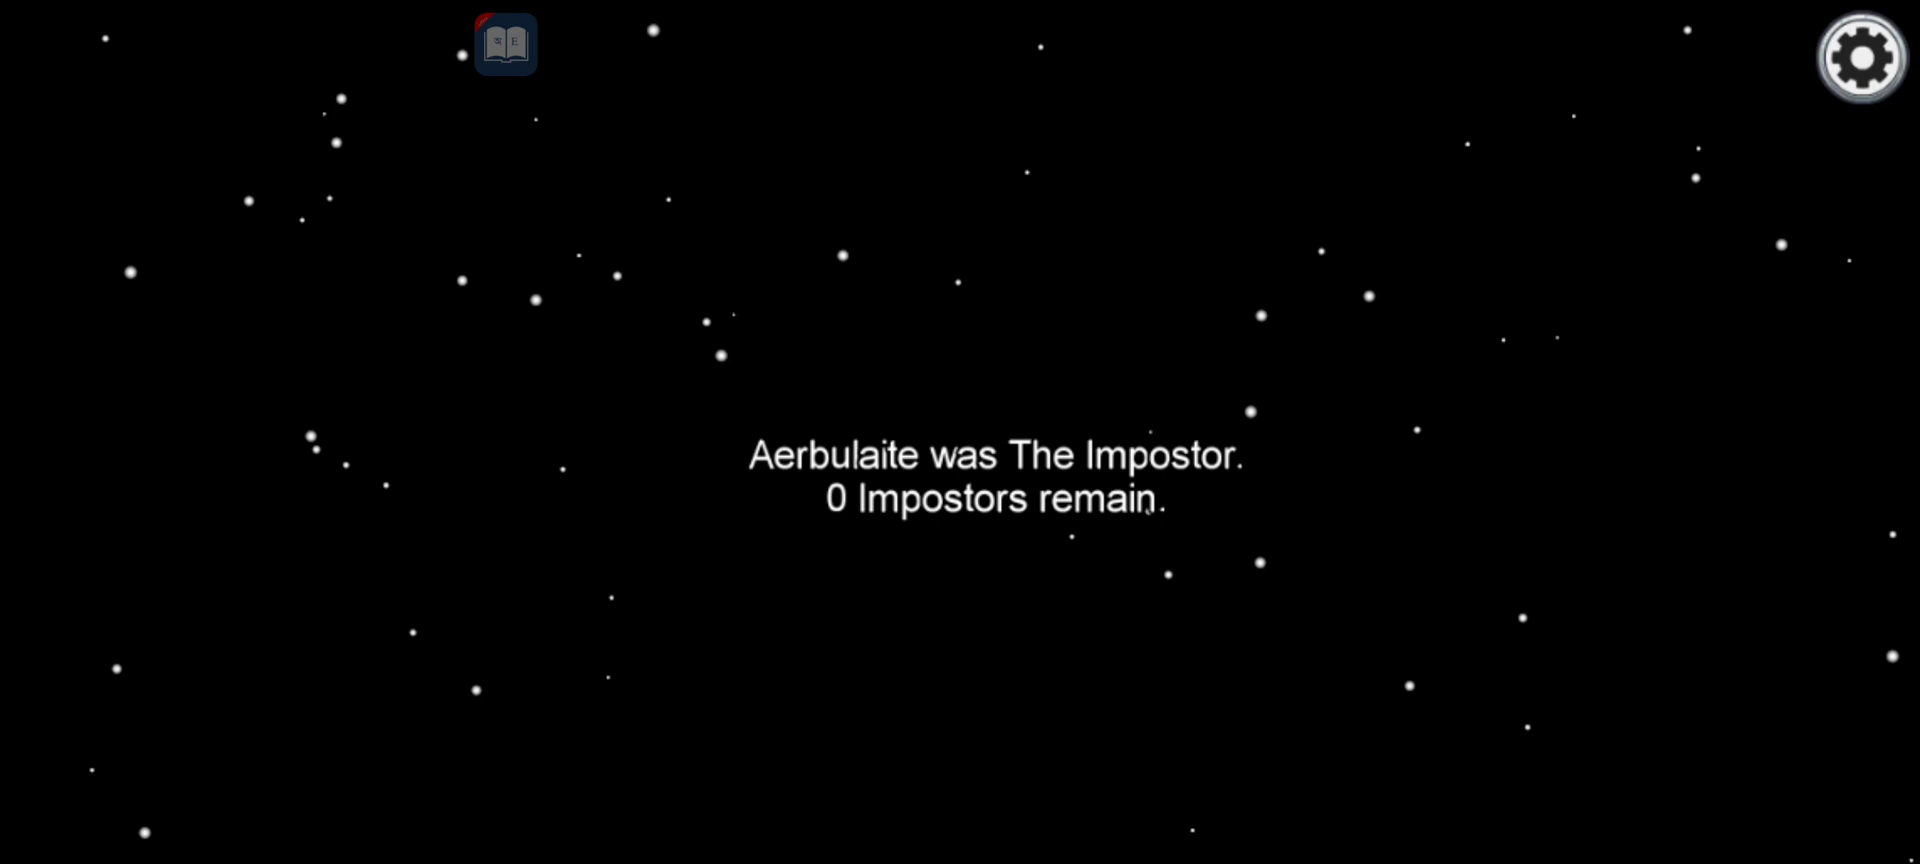 অ E
Aerbulaite was The Impostor.
0 Impostors remain.